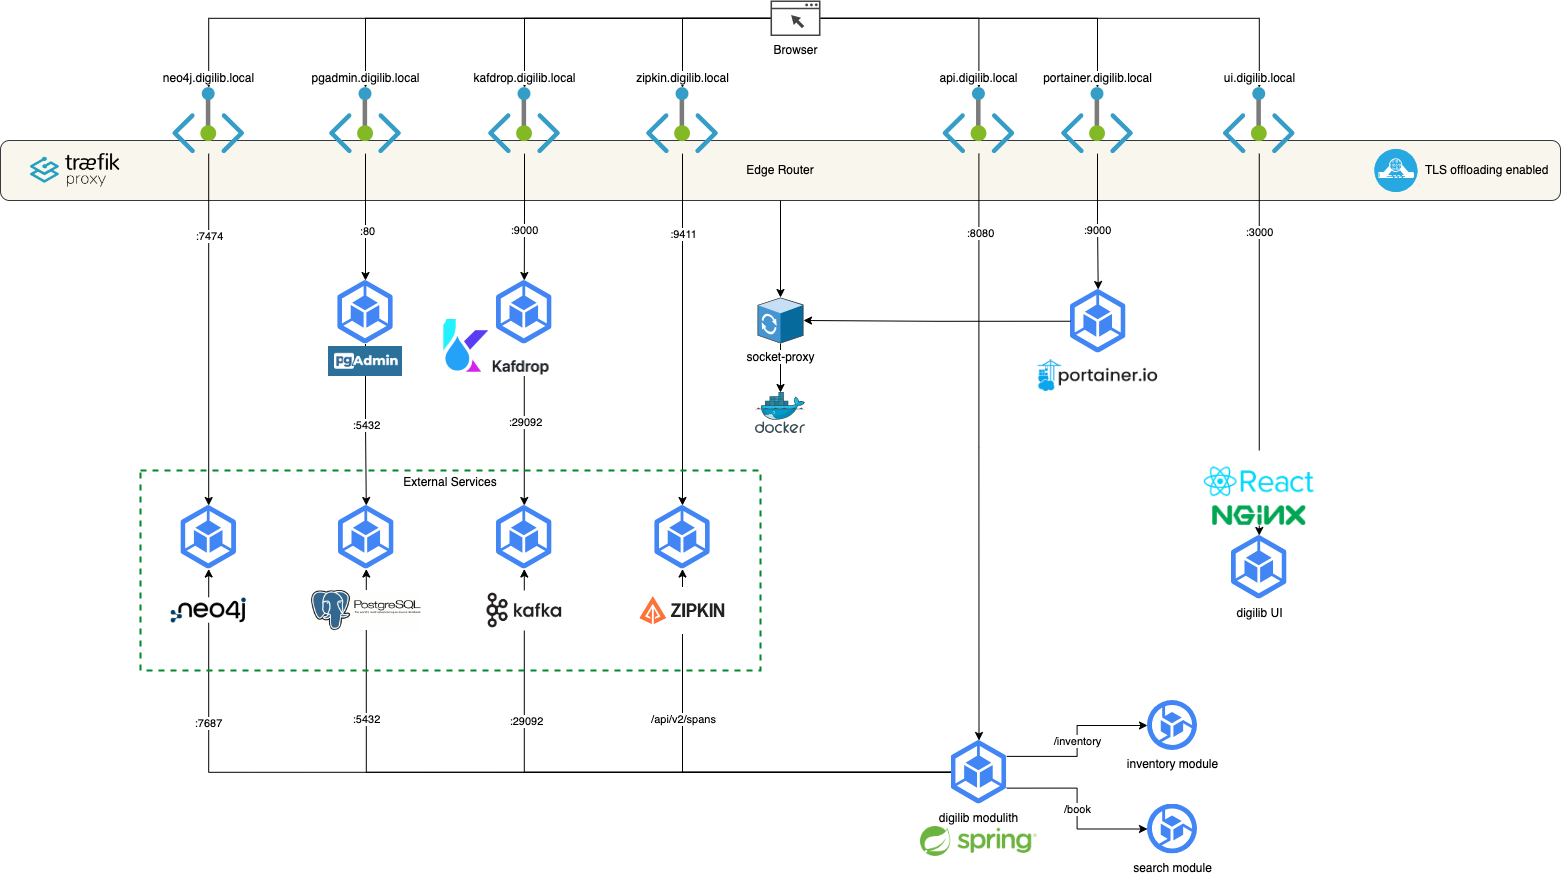 Browser
neo4j.digilib.local
pgadmin.digilib.local
kafdrop.digilib.local
zipkin.digilib.local
api.digilib.local
portainer.digilib.local
ui.digilib.local
træfik
proxy
Edge Router
TLS offloading enabled
:7474
:80
:9000
:9411
:8080
:9000
:3000
pgAdmin
Kafdrop
socket-proxy
docker
portainer.io
:5432
:29092
External Services
React
NGINX
neo4j
PostgreSQL
kafka
ZIPKIN
digilib UI
:7687
:5432
:29092
/api/v2/spans
/inventory
inventory module
/book
digilib modulith
spring
search module